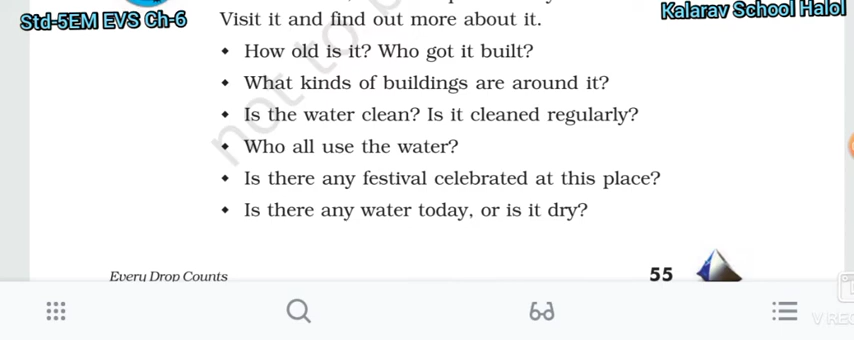 Std-5EM EVS Ch-6
Kalarav School Halol
Visit it and find out more about it.
• How old is it? Who got it built?
• What kinds of buildings are around it?
• Is the water clean? Is it cleaned regularly?
• Who all use the water?
• Is there any festival celebrated at this place?
• Is there any water today, or is it dry?
not to
Every Drop Counts
55